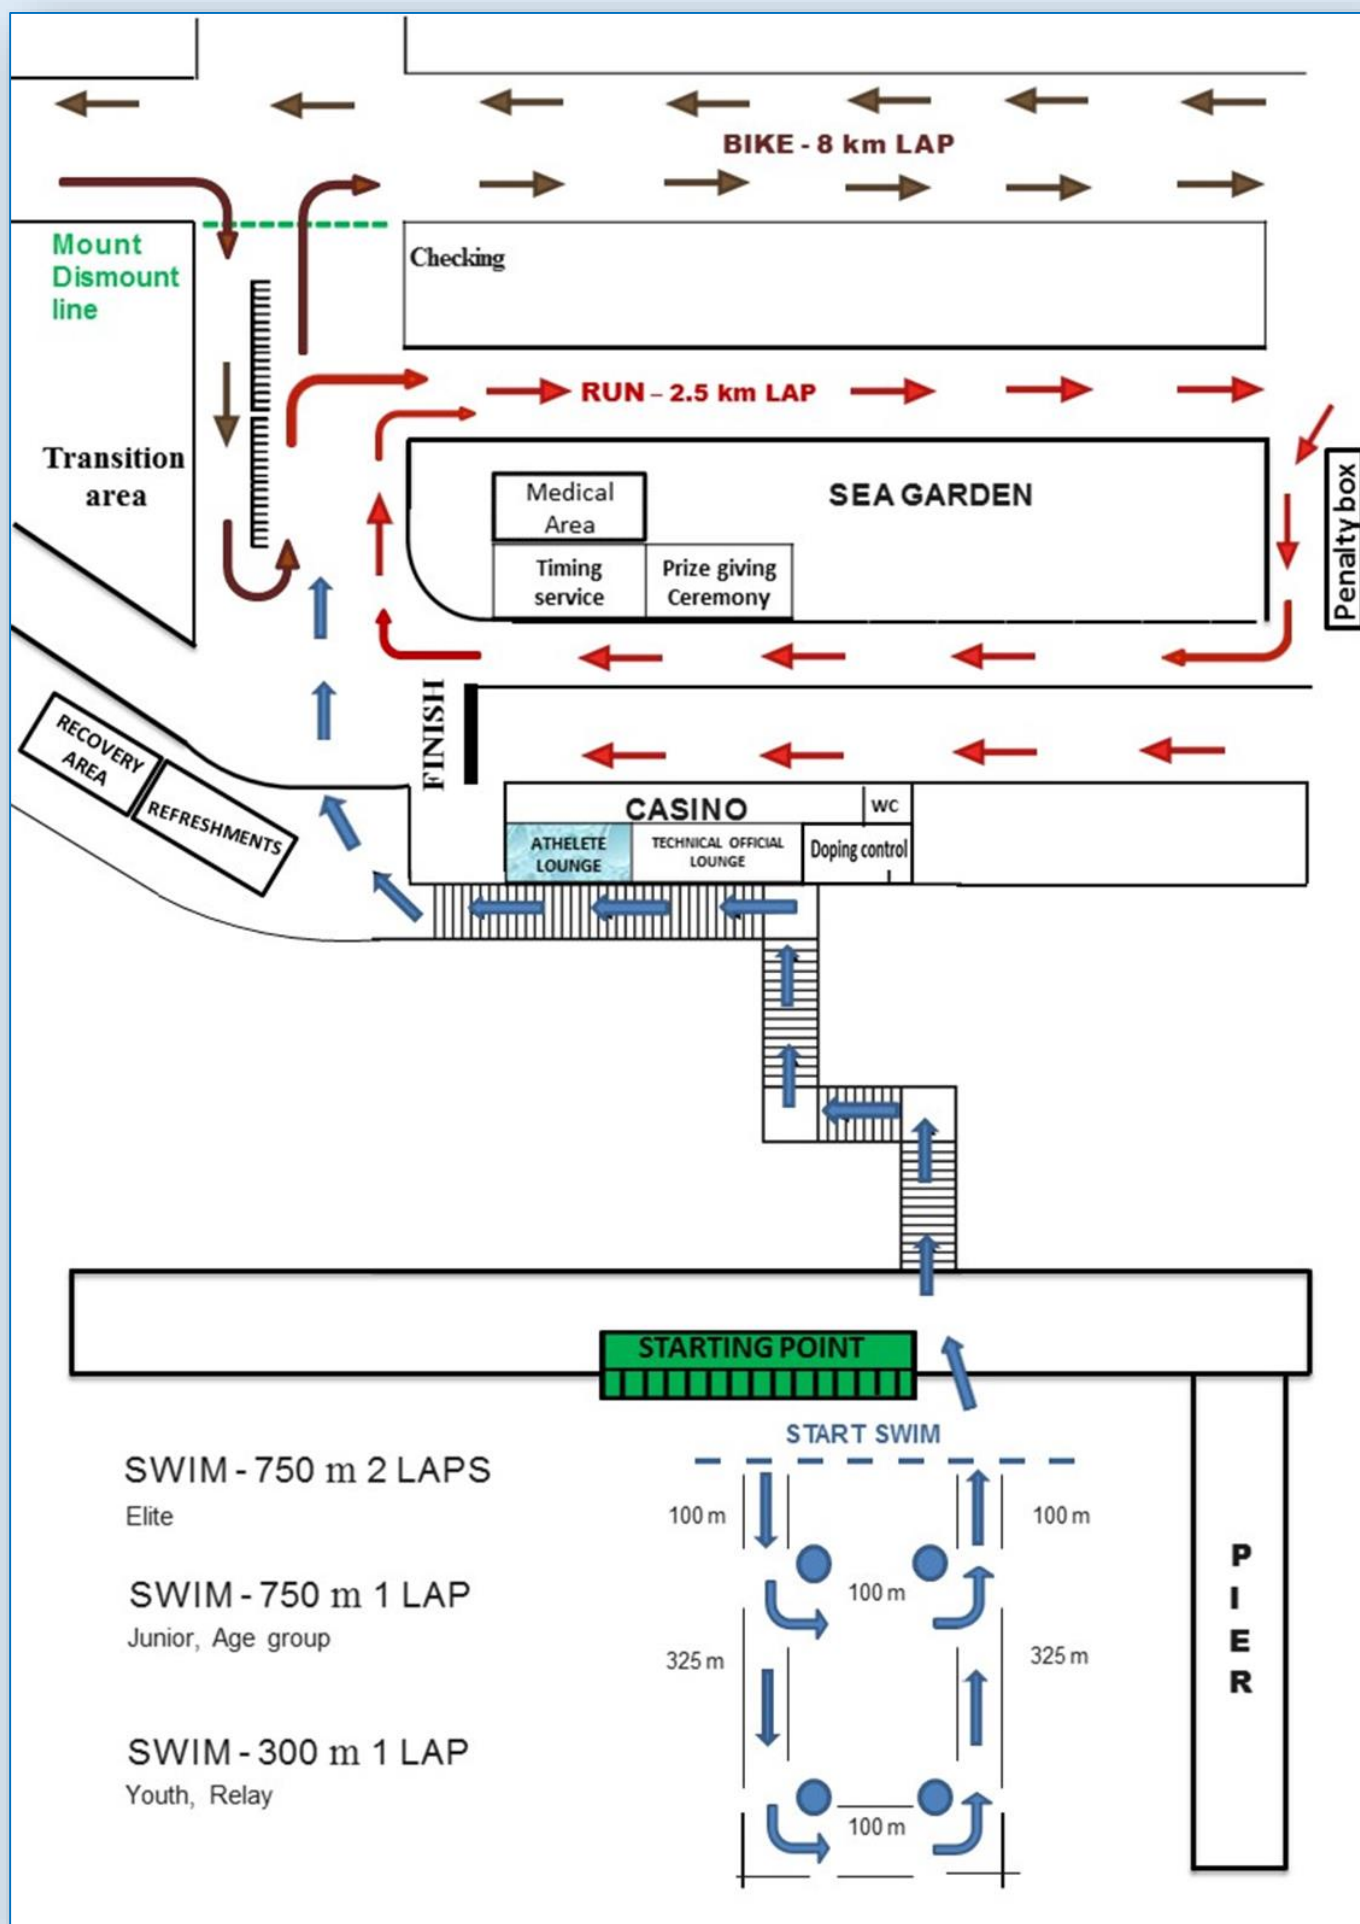 BIKE - 8 km LAP
Mount
Dismount
line
Checking
RUN – 2.5 km LAP
Transition
area
Medical
Area
SEA GARDEN
Timing
service
Prize giving
Ceremony
Penalty box
FINISH
RECOVERY
AREA
REFRESHMENTS
CASINO
WC
ATHELETE
LOUNGE
TECHNICAL OFFICIAL
LOUNGE
Doping control
STARTING POINT
START SWIM
SWIM - 750 m 2 LAPS
Elite
100 m
100 m
SWIM - 750 m 1 LAP
Junior, Age group
100 m
325 m
325 m
PIER
SWIM - 300 m 1 LAP
Youth, Relay
100 m